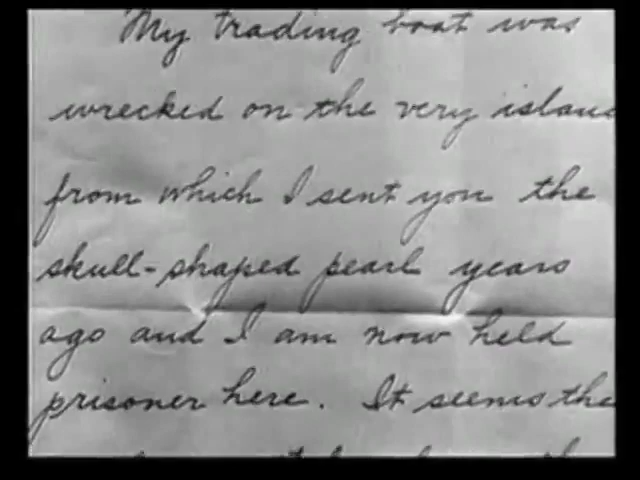 My trading boat was
wrecked on the very island
from which I sent you the
skull-shaped pearl years
ago and I am now held
prisoner here. It seems the